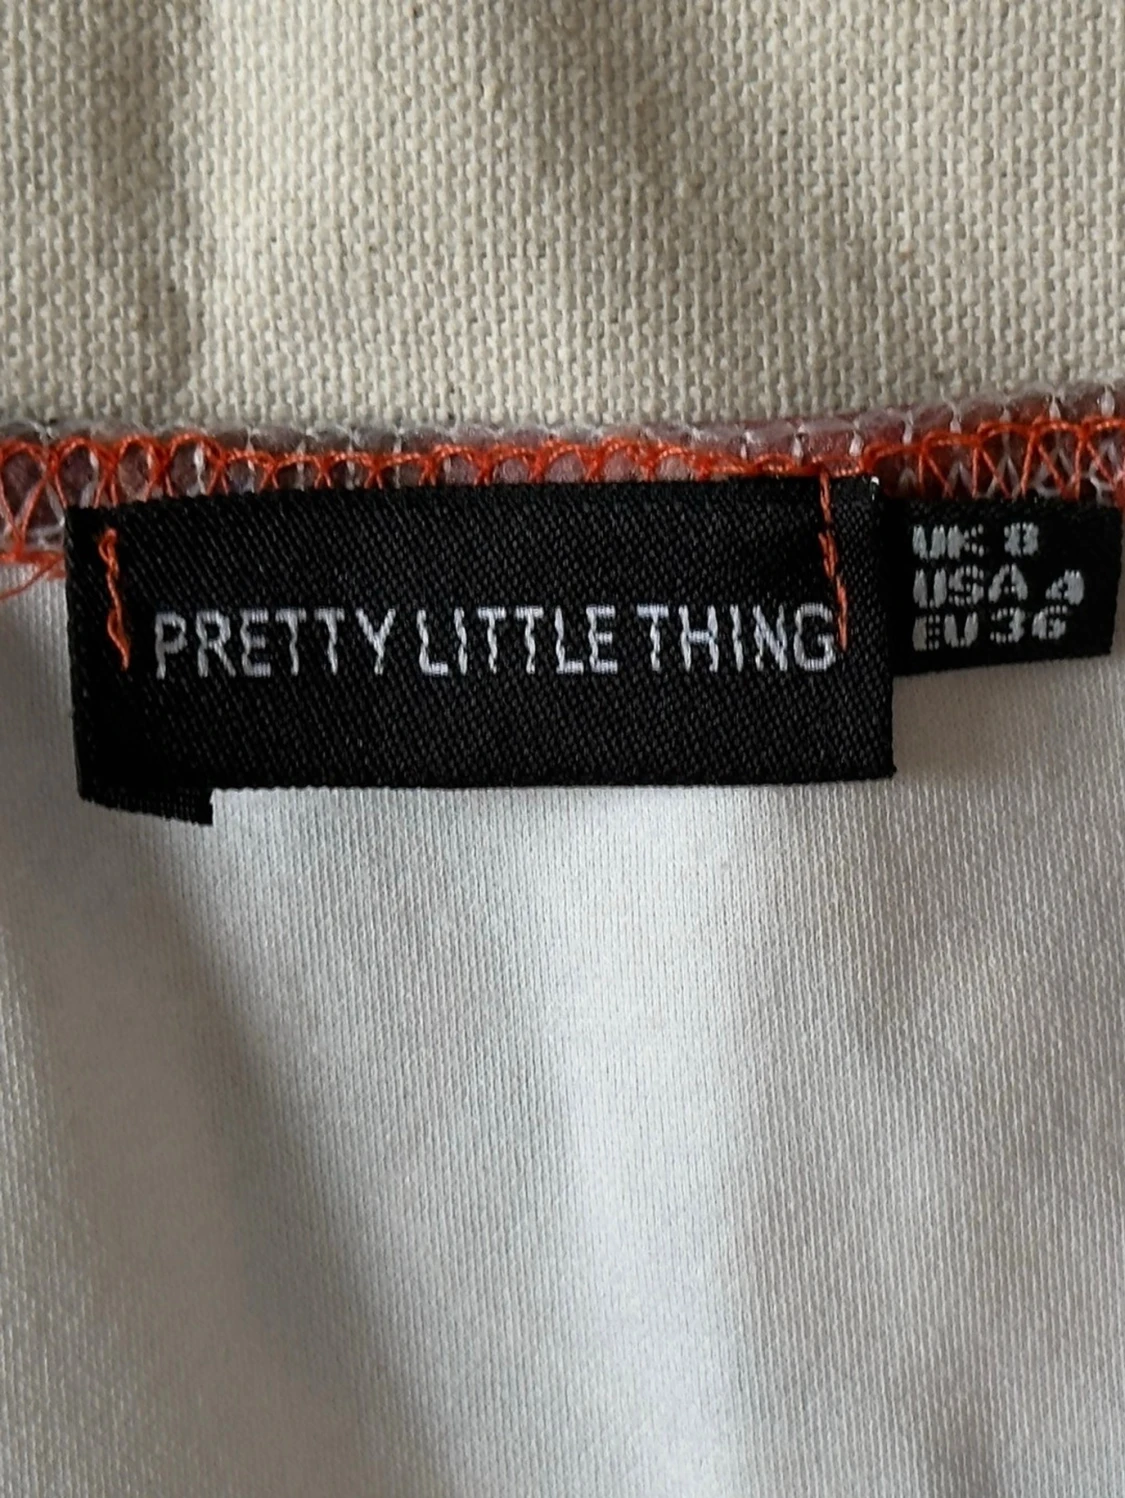 PRETTY LITTLE THING
UK 8
USA 4
EU 36